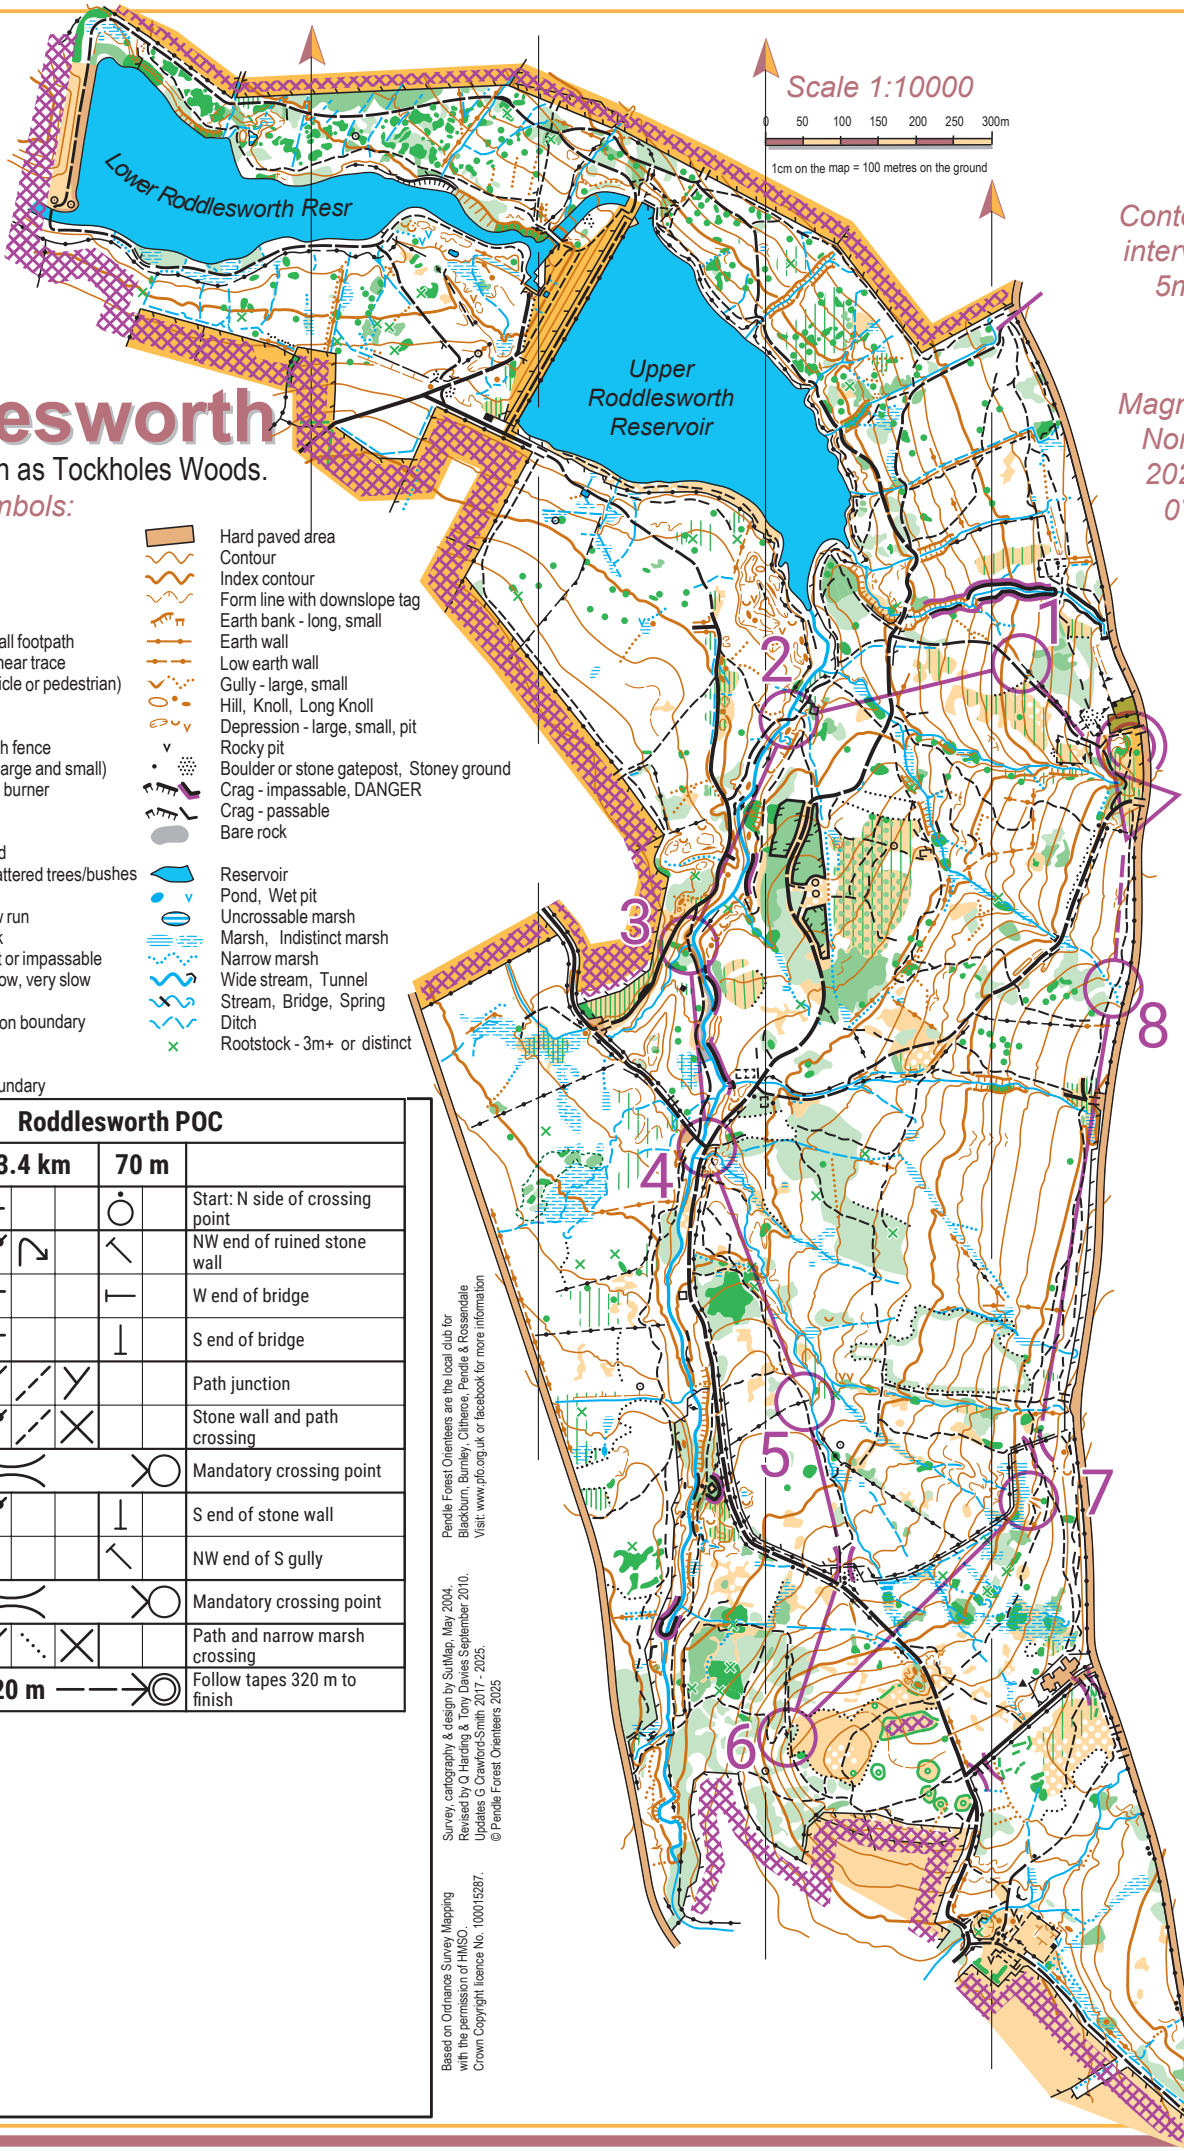 Scale 1:10000
0 50 100 150 200 250 300m
1cm on the map = 100 metres on the ground
Lower Roddlesworth Resr
Upper
Roddlesworth
Reservoir
Conto
interv
5m
Magn
Nor
202
0°
esworth
n as Tockholes Woods.
mbols:
Hard paved area
Contour
Index contour
Form line with downslope tag
Earth bank - long, small
all footpath
Earth wall
near trace
Low earth wall
icle or pedestrian)
Gully - large, small
Hill, Knoll, Long Knoll
Depression - large, small, pit
h fence
Rocky pit
arge and small)
Boulder or stone gatepost, Stoney ground
burner
Crag - impassable, DANGER
Crag - passable
Bare rock
d
attered trees/bushes
Reservoir
Pond, Wet pit
w run
Uncrossable marsh
k
Marsh, Indistinct marsh
t or impassable
Narrow marsh
ow, very slow
Wide stream, Tunnel
Stream, Bridge, Spring
on boundary
Ditch
Rootstock - 3m+ or distinct
undary
1
2
3
4
5
6
7
8
Roddlesworth POC
3.4 km 70 m
Start: N side of crossing
point
NW end of ruined stone
wall
W end of bridge
S end of bridge
Path junction
Stone wall and path
crossing
Mandatory crossing point
S end of stone wall
NW end of S gully
Mandatory crossing point
Path and narrow marsh
crossing
20 m
Follow tapes 320 m to
finish
Pendle Forest Orienteers are the local club for
Blackburn, Burnley, Clitheroe, Pendle & Rossendale
Visit: www.pfo.org.uk or facebook for more information
Survey, cartography & design by SutMap, May 2004.
Revised by Q Harding & Tony Davies September 2010.
Updates G Crawford-Smith 2017 - 2025.
© Pendle Forest Orienteers 2025
Based on Ordnance Survey Mapping
with the permission of HMSO.
Crown Copyright licence No. 100015287.